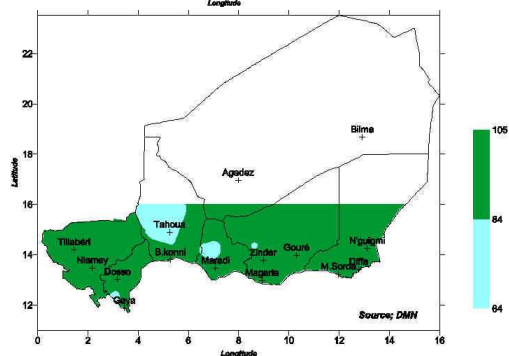 Longitude
22
20
18
16
14
12
Latitude
Bilma
Agadez
Tahoua
Tillabéri
B.konni
Maradi
Zinder
Gouré
N'guigmi
Niamey
Dosso
Magaria
M.Soroa
Diffa
Gaya
Source; DMN
0 2 4 6 8 10 12 14 16
Longitude
105
84
64